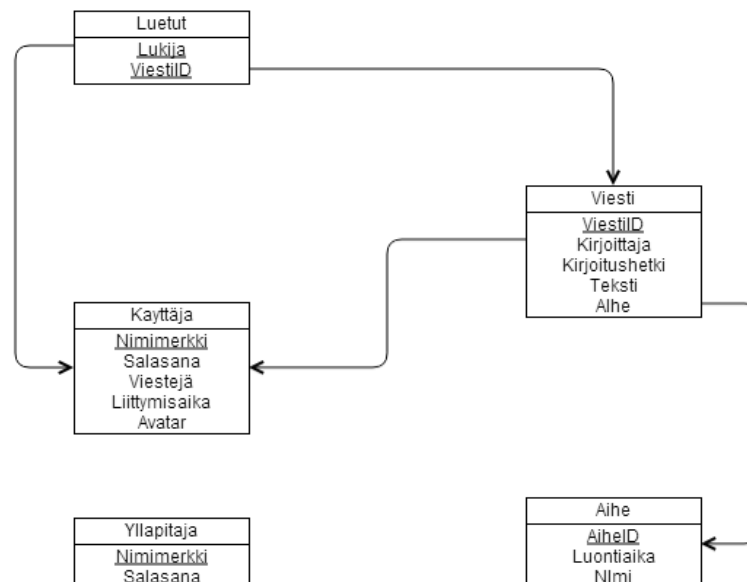 Luetut
Lukija
ViestiID
Viesti
ViestiID
Kirjoittaja
Kirjoitushetki
Teksti
AIhe
Kayttäja
Nimimerkki
Salasana
Viestejä
Liittymisaika
Avatar
Aihe
AiheID
Luontiaika
NImi
Yllapitaja
Nimimerkki
Salasana